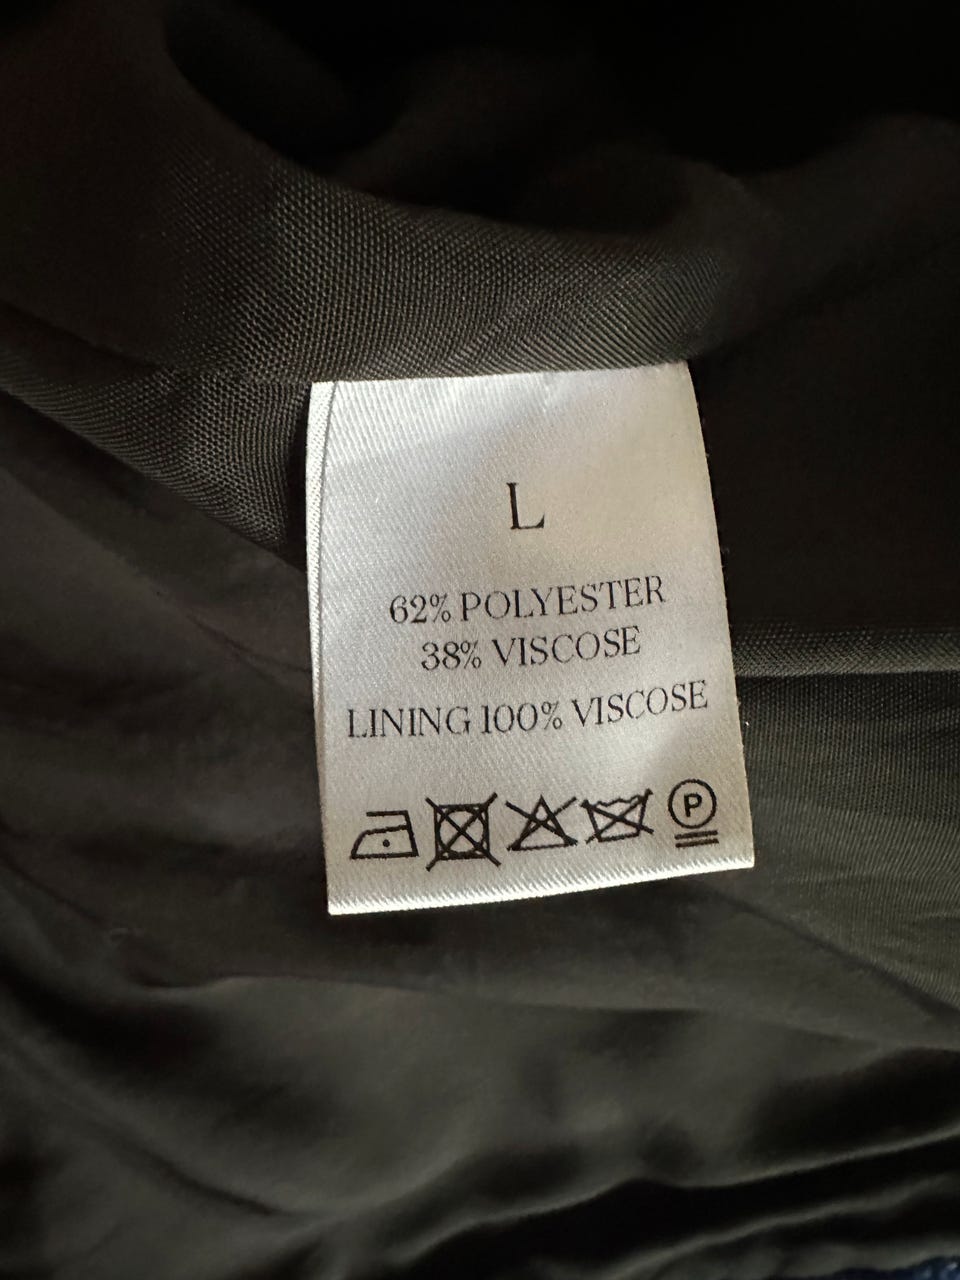 L
62% POLYESTER
38% VISCOSE
LINING 100% VISCOSE
P